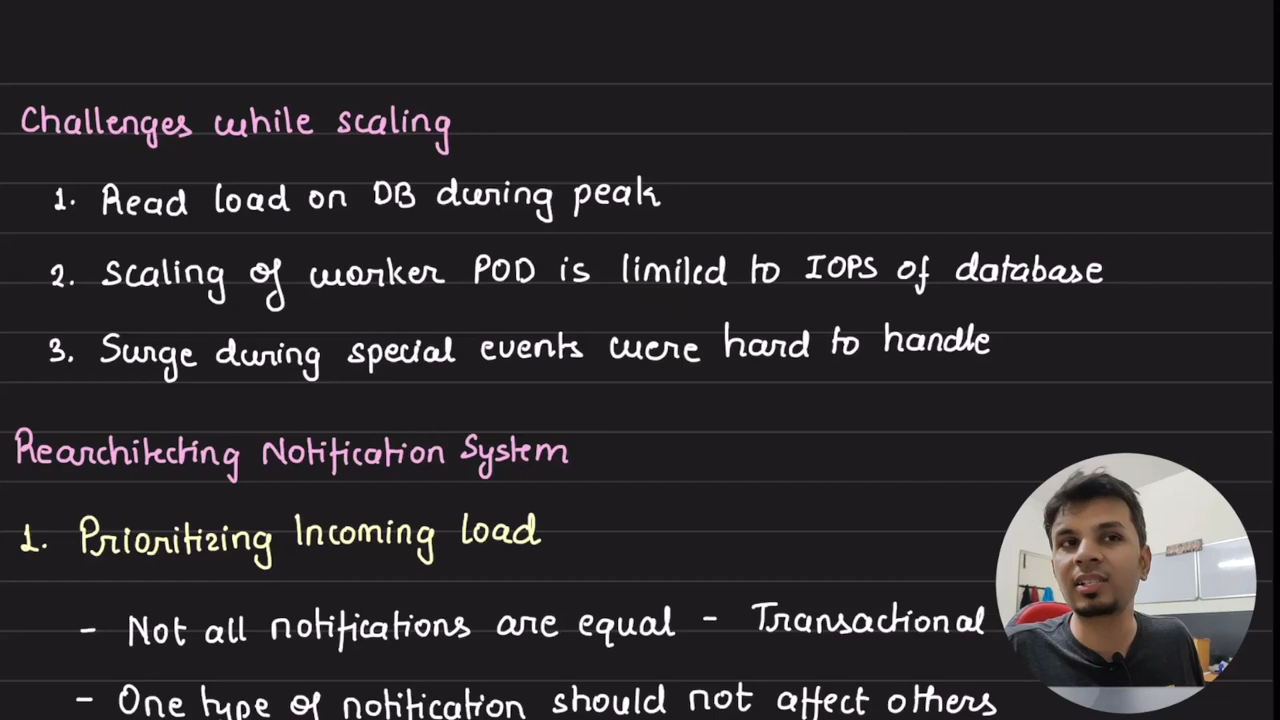 Challenges while scaling
1. Read load on DB during peak
2. Scaling of worker POD is limited to IOPS of database
3. Surge during special events were hard to handle
Rearchitecting Notification System
1. Prioritizing Incoming load
- Not all notifications are equal - Transactional
- One type of notification should not affect others